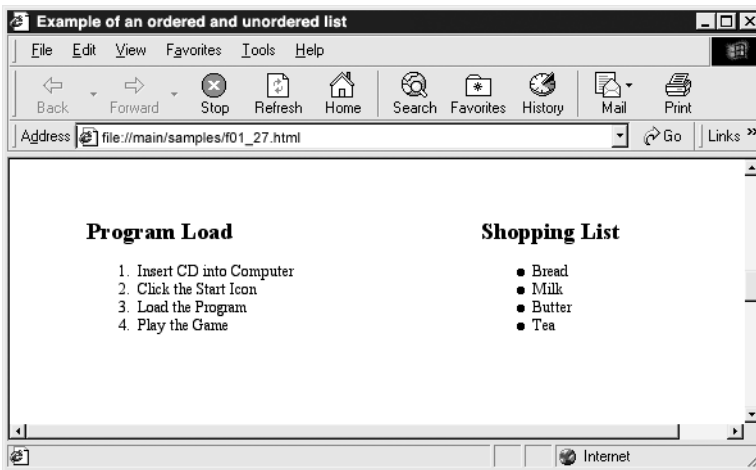 Example of an ordered and unordered list
File Edit View Favorites Tools Help
Back Forward Stop Refresh Home Search Favorites History Mail Print
Address file://main/samples/f01_27.html Go Links »
Program Load
1. Insert CD into Computer
2. Click the Start Icon
3. Load the Program
4. Play the Game
Shopping List
• Bread
• Milk
• Butter
• Tea
Internet